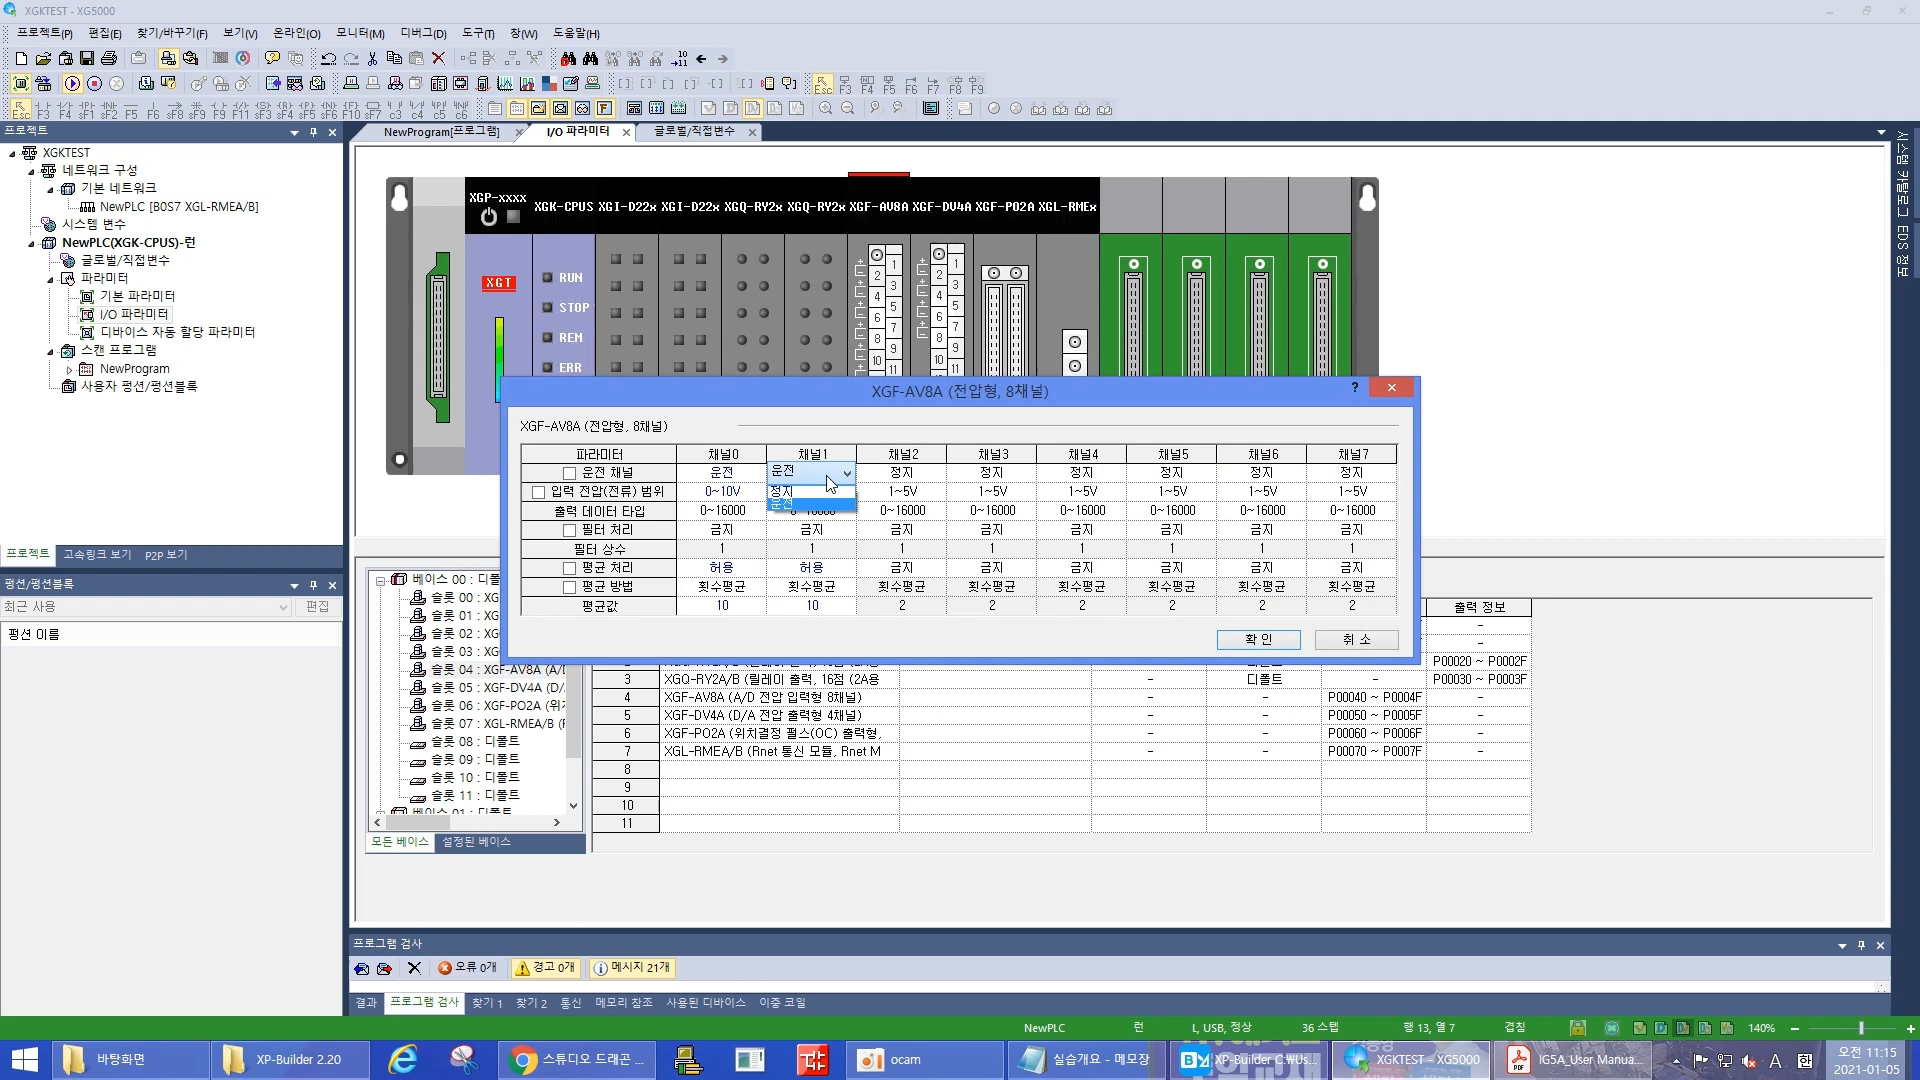 XGKTEST - XG5000
프로젝트(P) 편집(E) 찾기/바꾸기(F) 보기(V) 온라인(O) 모니터(M) 디버그(D) 도구(T) 창(W) 도움말(H)
프로젝트
XGKTEST
네트워크 구성
기본 네트워크
NewPLC [B0S7 XGL-RMEA/B]
시스템 변수
NewPLC(XGK-CPUS)-런
글로벌/직접변수
파라미터
기본 파라미터
I/O 파라미터
디바이스 자동 할당 파라미터
스캔 프로그램
NewProgram
사용자 펑션/펑션블록
프로젝트 고속링크 보기 P2P 보기
펑션/펑션블록
최근 사용 편집
펑션 이름
NewProgram[프로그램] I/O 파라미터 글로벌/직접변수
XGP-xxxx XGK-CPUS XGI-D22x XGI-D22x XGQ-RY2x XGQ-RY2x XGF-AV8A XGF-DV4A XGF-PO2A XGL-RMEx
XGT
RUN
STOP
REM
ERR
시스템 카탈로그 EDS 정보
XGF-AV8A (전압형, 8채널)
XGF-AV8A (전압형, 8채널)
파라미터 채널0 채널1 채널2 채널3 채널4 채널5 채널6 채널7
운전 채널 운전 운전 정지 정지 정지 정지 정지 정지
정지
운전
입력 전압(전류) 범위 0~10V 1~5V 1~5V 1~5V 1~5V 1~5V 1~5V
출력 데이터 타입 0~16000 0~16000 0~16000 0~16000 0~16000 0~16000 0~16000 0~16000
필터 처리 금지 금지 금지 금지 금지 금지 금지 금지
필터 상수 1 1 1 1 1 1 1 1
평균 처리 허용 허용 금지 금지 금지 금지 금지 금지
평균 방법 횟수평균 횟수평균 횟수평균 횟수평균 횟수평균 횟수평균 횟수평균 횟수평균
평균값 10 10 2 2 2 2 2 2
확 인 취 소
베이스 00 : 디폴
슬롯 00 : XG
슬롯 01 : XG
슬롯 02 : XG
슬롯 03 : XG
슬롯 04 : XGF-AV8A (A/
슬롯 05 : XGF-DV4A (D/
슬롯 06 : XGF-PO2A (위
슬롯 07 : XGL-RMEA/B (
슬롯 08 : 디폴트
슬롯 09 : 디폴트
슬롯 10 : 디폴트
슬롯 11 : 디폴트
베이스 01 : 디폴트
모든 베이스 설정된 베이스
출력 정보
-
-
P00020 ~ P0002F
3 XGQ-RY2A/B (릴레이 출력, 16점 (2A용 - 디폴트 - P00030 ~ P0003F
4 XGF-AV8A (A/D 전압 입력형 8채널) - - P00040 ~ P0004F -
5 XGF-DV4A (D/A 전압 출력형 4채널) - - P00050 ~ P0005F -
6 XGF-PO2A (위치결정 펄스(OC) 출력형, - - P00060 ~ P0006F -
7 XGL-RMEA/B (Rnet 통신 모듈, Rnet M - - P00070 ~ P0007F -
8
9
10
11
프로그램 검사
오류 0개 경고 0개 메시지 21개
결과 프로그램 검사 찾기 1 찾기 2 통신 메모리 참조 사용된 디바이스 이중 코일
NewPLC 런 L, USB, 정상 36 스텝 행 13, 열 7 겹침 140%
바탕화면 XP-Builder 2.20 스튜디오 드래곤 ... ocam 실습개요 - 메모장 XP-Builder C:\Us... XGKTEST - XG5000 IG5A_User Manua... A 한 오전 11:15
2021-01-05